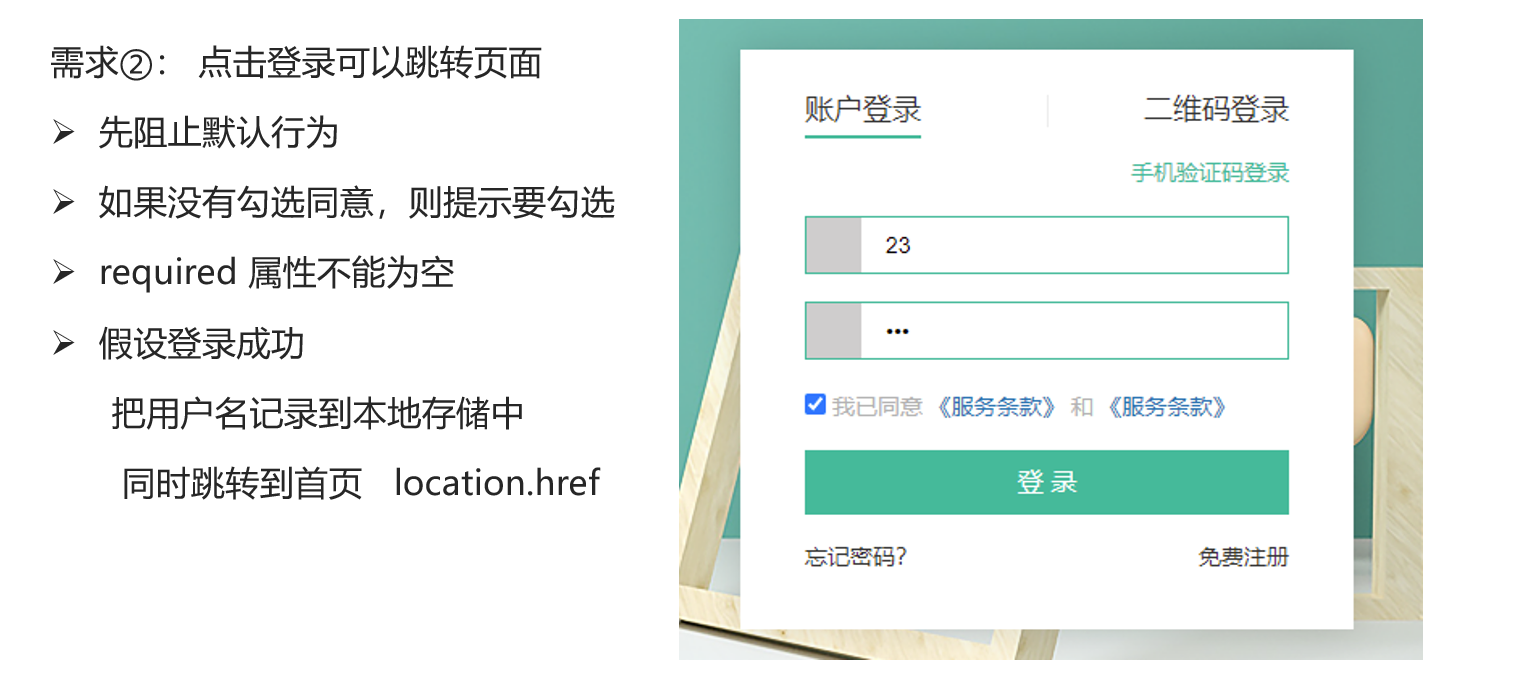 需求②： 点击登录可以跳转页面
➢ 先阻止默认行为
➢ 如果没有勾选同意，则提示要勾选
➢ required 属性不能为空
➢ 假设登录成功
把用户名记录到本地存储中
同时跳转到首页 location.href
账户登录 二维码登录
手机验证码登录
23
•••
我已同意 《服务条款》 和 《服务条款》
登 录
忘记密码? 免费注册